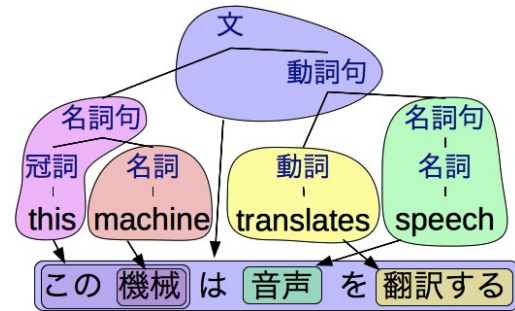 文
動詞句
名詞句 名詞句
冠詞 名詞 動詞 名詞
this machine translates speech
この 機械 は 音声 を 翻訳する